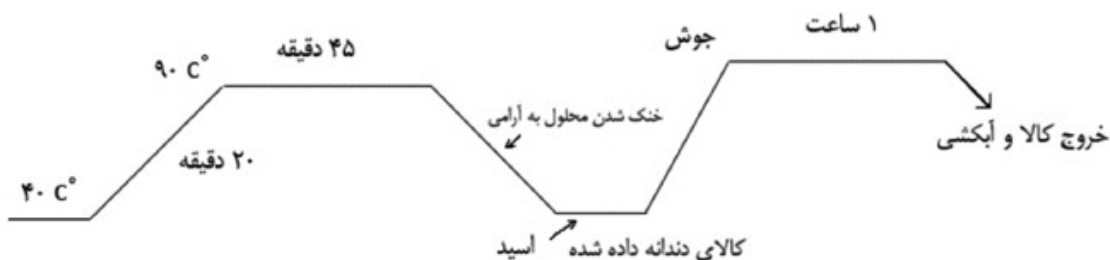 ۴۰ C°
۲۰ دقیقه
۹۰ C°
۴۵ دقیقه
خنک شدن محلول به آرامی
اسید
کالای دندانه داده شده
جوش
۱ ساعت
خروج کالا و آبکشی